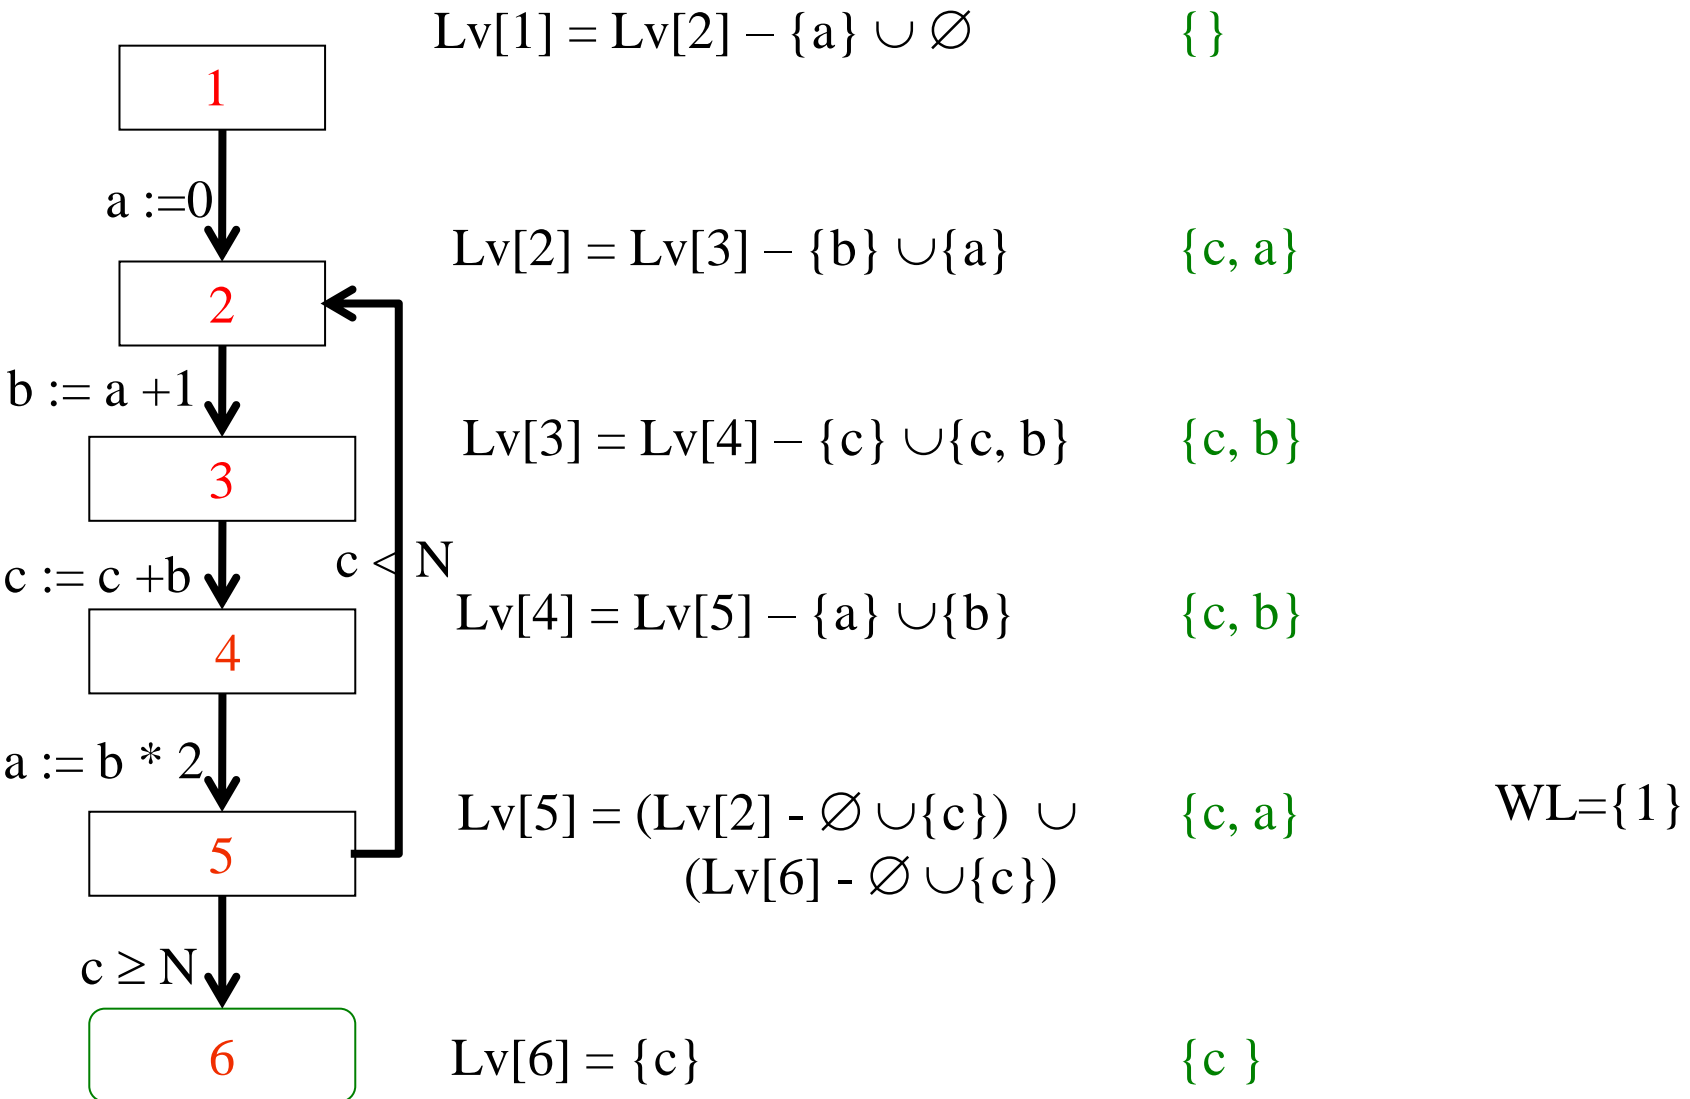 Lv[1] = Lv[2] – {a} ∪ ∅ {}
1
a :=0
Lv[2] = Lv[3] – {b} ∪{a} {c, a}
2
b := a +1
Lv[3] = Lv[4] – {c} ∪{c, b} {c, b}
3
c < N
c := c +b
Lv[4] = Lv[5] – {a} ∪{b} {c, b}
4
a := b * 2
Lv[5] = (Lv[2] - ∅ ∪{c}) ∪ {c, a} WL={1}
(Lv[6] - ∅ ∪{c})
5
c ≥ N
Lv[6] = {c} {c }
6